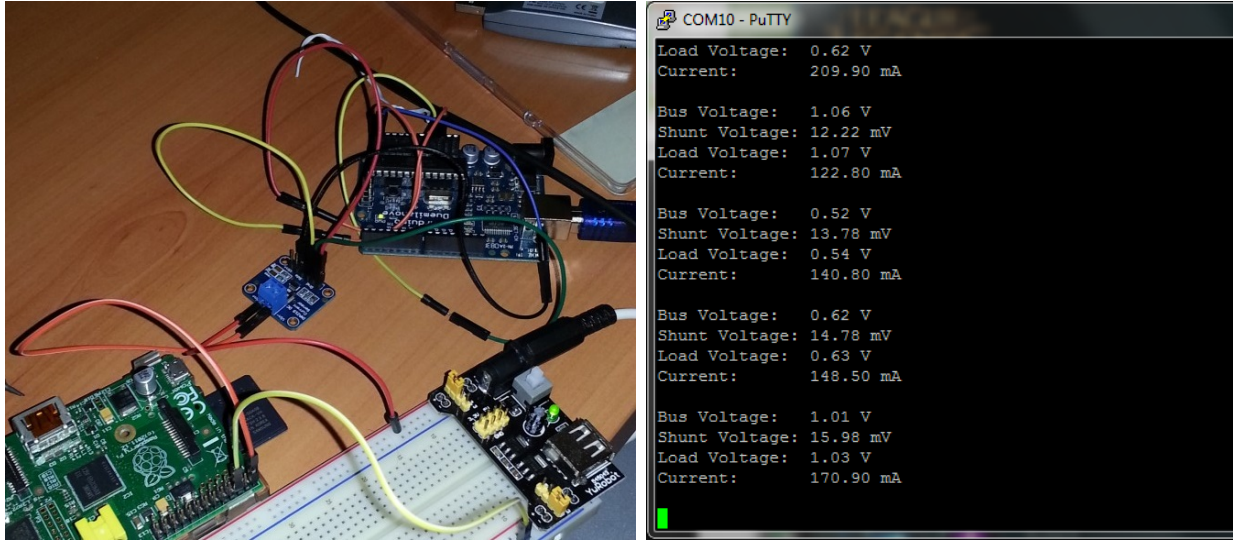 Duemilanove
YwRobot
COM10 - PuTTY
Load Voltage: 0.62 V
Current: 209.90 mA
Bus Voltage: 1.06 V
Shunt Voltage: 12.22 mV
Load Voltage: 1.07 V
Current: 122.80 mA
Bus Voltage: 0.52 V
Shunt Voltage: 13.78 mV
Load Voltage: 0.54 V
Current: 140.80 mA
Bus Voltage: 0.62 V
Shunt Voltage: 14.78 mV
Load Voltage: 0.63 V
Current: 148.50 mA
Bus Voltage: 1.01 V
Shunt Voltage: 15.98 mV
Load Voltage: 1.03 V
Current: 170.90 mA